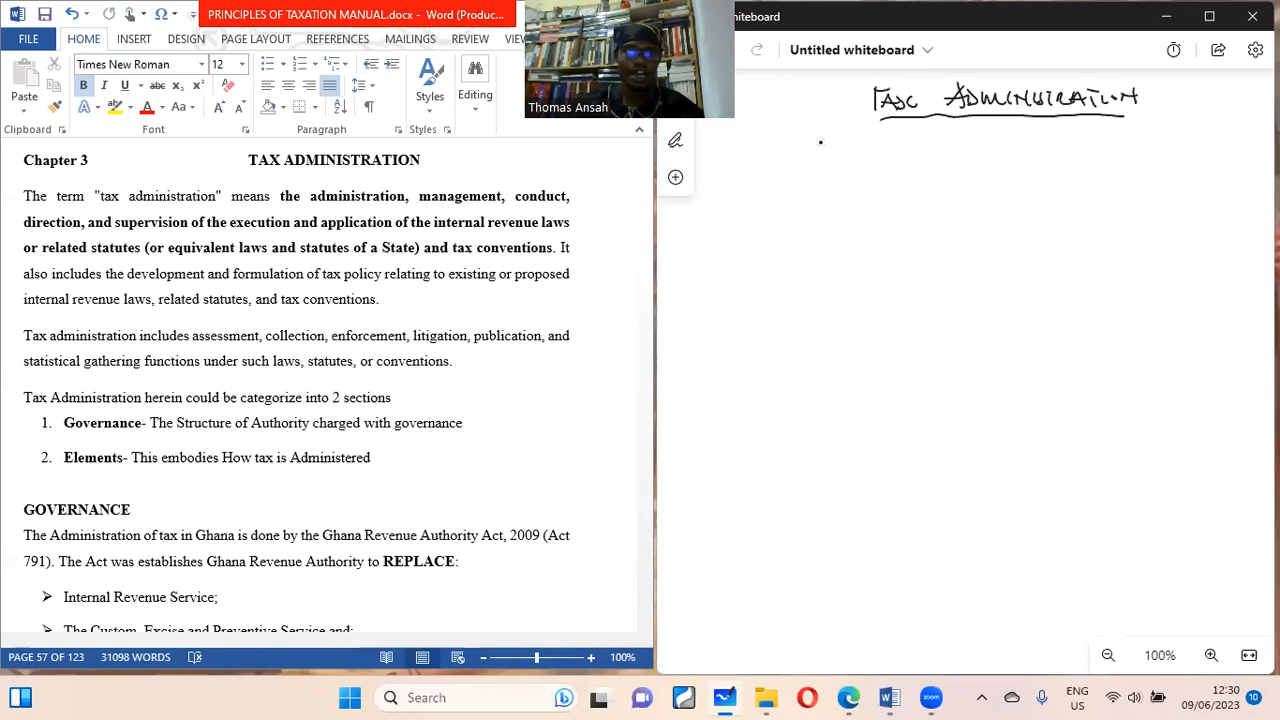 PRINCIPLES OF TAXATION MANUAL.docx - Word (Produc...
FILE HOME INSERT DESIGN PAGE LAYOUT REFERENCES MAILINGS REVIEW
Times New Roman 12
Paste Styles Editing
Clipboard Font Paragraph Styles
Thomas Ansah
Chapter 3 TAX ADMINISTRATION
The term "tax administration" means the administration, management, conduct,
direction, and supervision of the execution and application of the internal revenue laws
or related statutes (or equivalent laws and statutes of a State) and tax conventions. It
also includes the development and formulation of tax policy relating to existing or proposed
internal revenue laws, related statutes, and tax conventions.
Tax administration includes assessment, collection, enforcement, litigation, publication, and
statistical gathering functions under such laws, statutes, or conventions.
Tax Administration herein could be categorize into 2 sections
1. Governance- The Structure of Authority charged with governance
2. Elements- This embodies How tax is Administered
GOVERNANCE
The Administration of tax in Ghana is done by the Ghana Revenue Authority Act, 2009 (Act
791). The Act was establishes Ghana Revenue Authority to REPLACE:
➢ Internal Revenue Service;
➢ The Custom, Excise and Preventive Service and;
PAGE 57 OF 123 31098 WORDS 100%
Untitled whiteboard
TAX ADMINISTRATION
100%
Search
ENG
US
12:30
09/06/2023
10